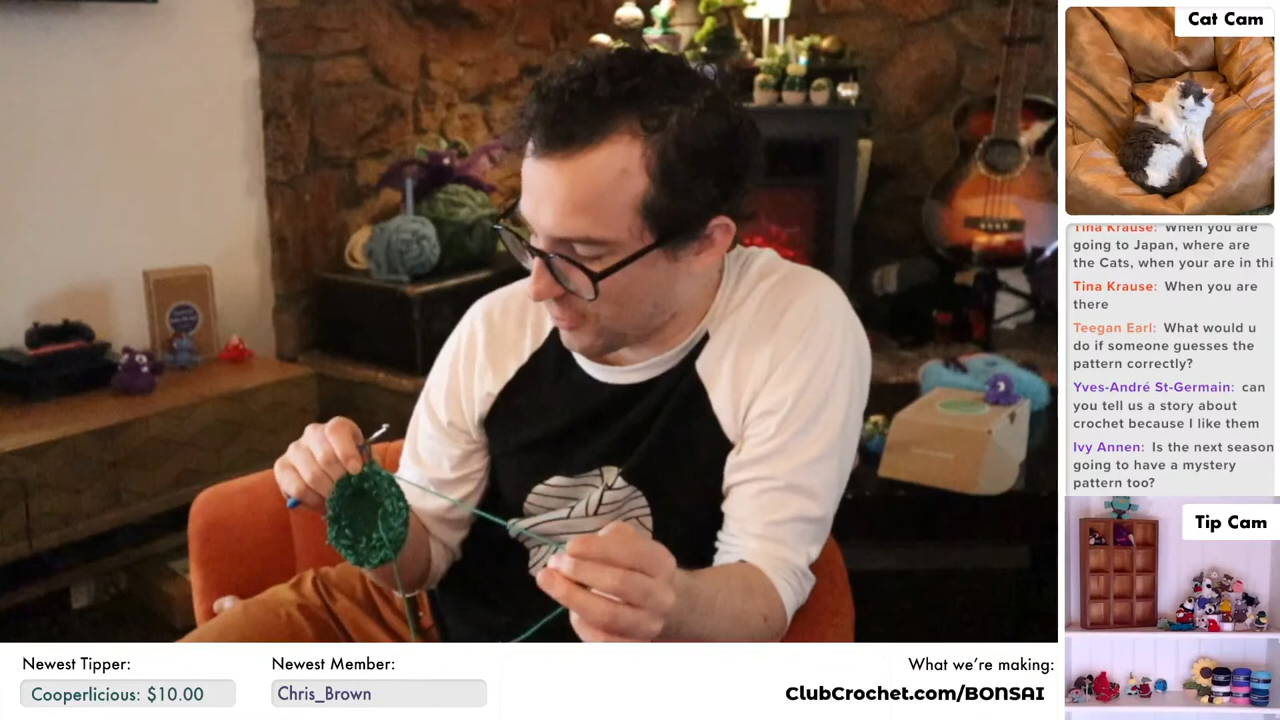 Cat Cam
Tina Krause: When you are
going to Japan, where are
the Cats, when your are in thi
Tina Krause: When you are
there
Teegan Earl: What would u
do if someone guesses the
pattern correctly?
Yves-André St-Germain: can
you tell us a story about
crochet because I like them
Ivy Annen: Is the next season
going to have a mystery
pattern too?
Tip Cam
Newest Tipper:
Cooperlicious: $10.00
Newest Member:
Chris_Brown
What we're making:
ClubCrochet.com/BONSAI